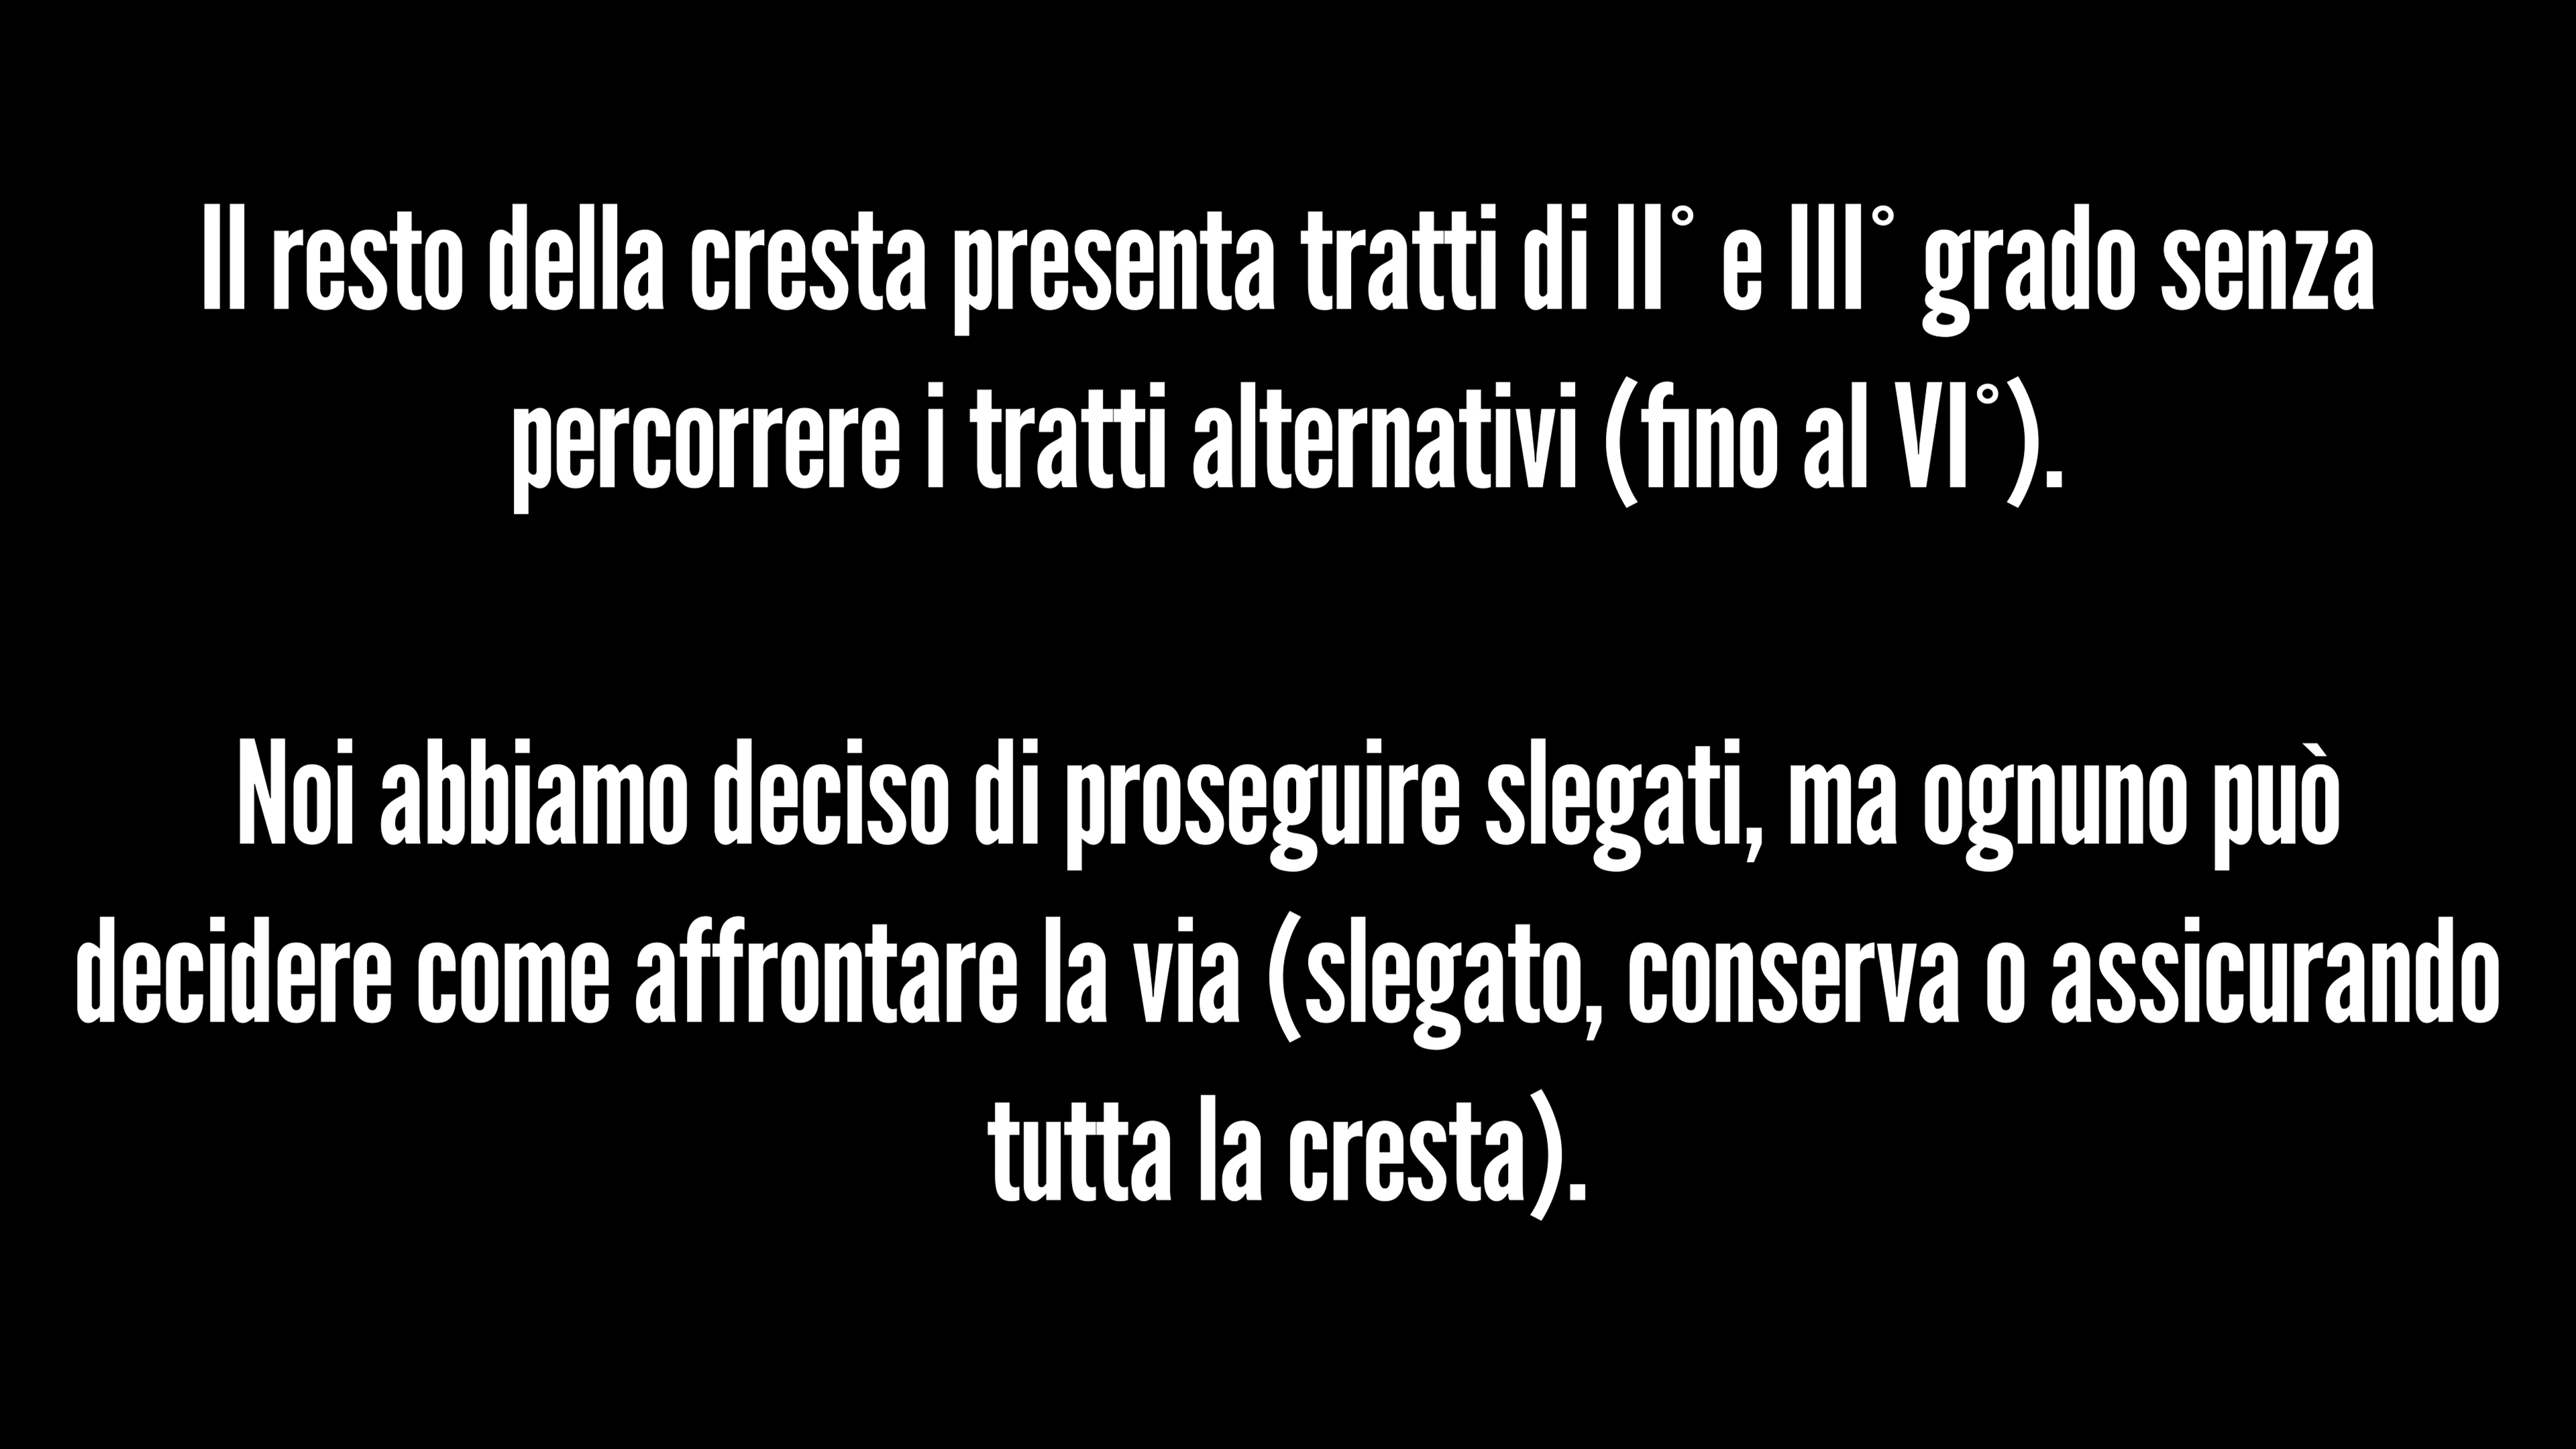 Il resto della cresta presenta tratti di II° e III° grado senza
percorrere i tratti alternativi (fino al VI°).
Noi abbiamo deciso di proseguire slegati, ma ognuno può
decidere come affrontare la via (slegato, conserva o assicurando
tutta la cresta).